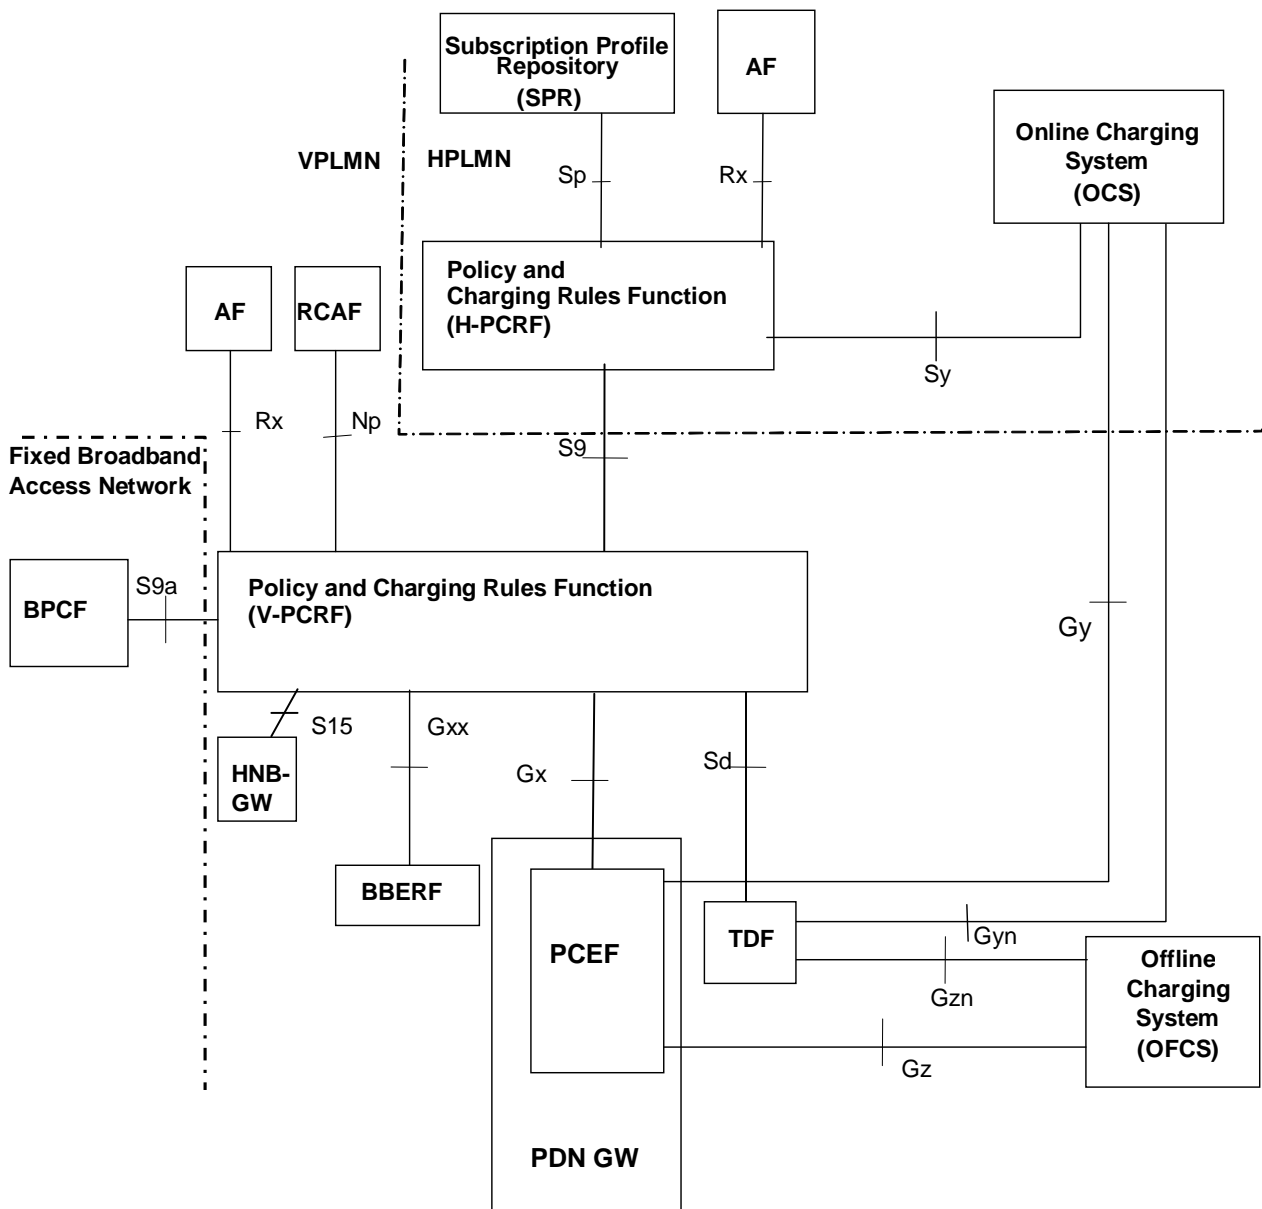 Subscription Profile
Repository
(SPR)
AF
Online Charging
System
(OCS)
VPLMN
HPLMN
Sp
Rx
Policy and
Charging Rules Function
(H-PCRF)
AF
RCAF
Sy
Rx
Np
S9
Fixed Broadband
Access Network
S9a
BPCF
Policy and Charging Rules Function
(V-PCRF)
Gy
S15
Gxx
Gx
Sd
HNB-
GW
BBERF
PCEF
TDF
Gyn
Gzn
Offline
Charging
System
(OFCS)
Gz
PDN GW